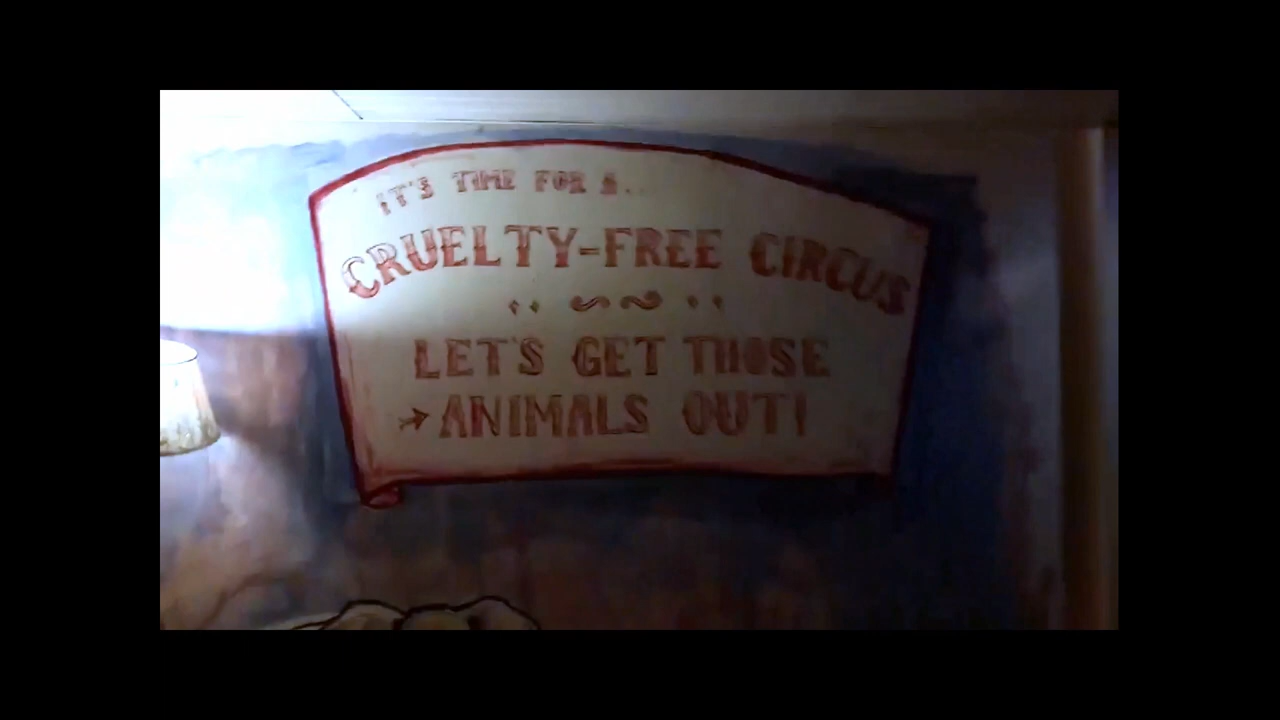 IT'S TIME FOR A..
CRUELTY-FREE CIRCUS
LET'S GET THOSE
ANIMALS OUT!